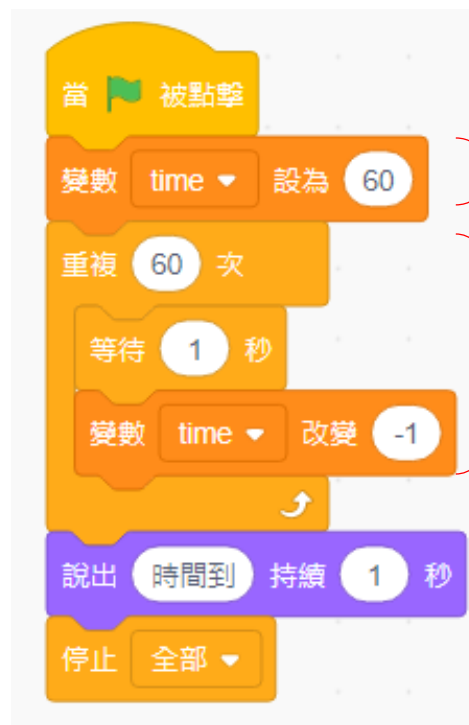 當 被點擊
變數 time 設為 60
重複 60 次
等待 1 秒
變數 time 改變 -1
說出 時間到 持續 1 秒
停止 全部